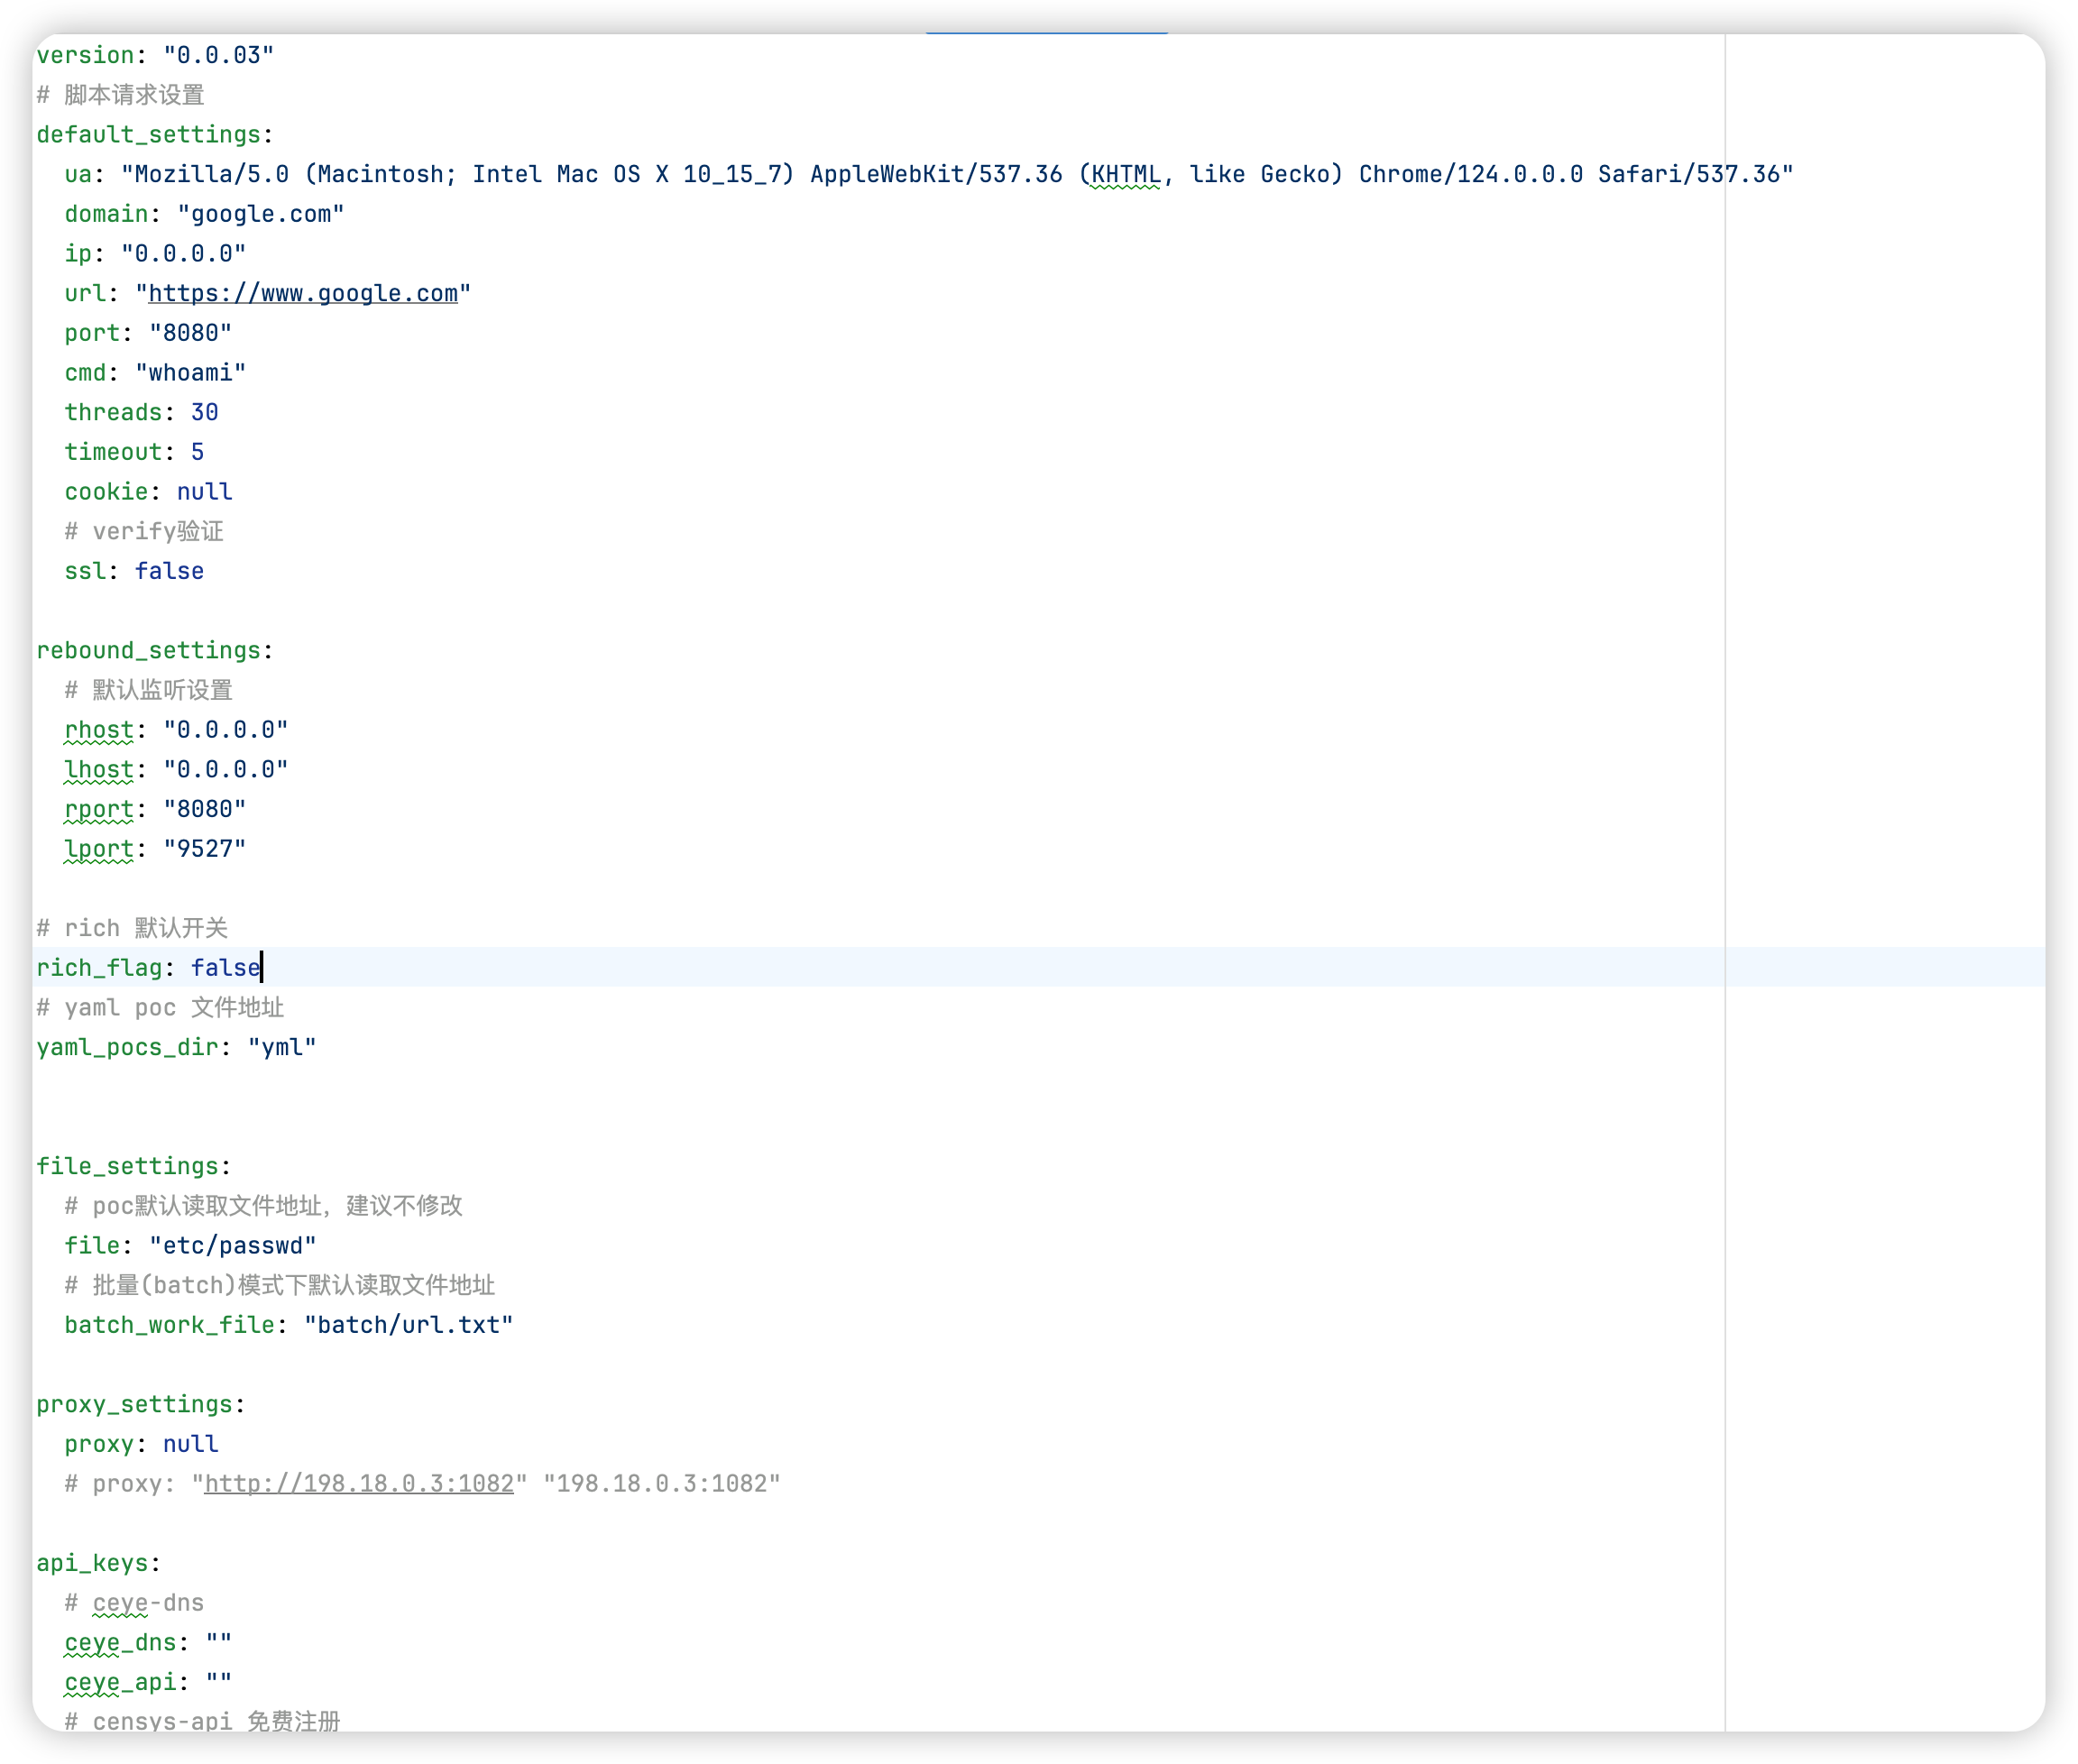 version: "0.0.03"
# 脚本请求设置
default_settings:
  ua: "Mozilla/5.0 (Macintosh; Intel Mac OS X 10_15_7) AppleWebKit/537.36 (KHTML, like Gecko) Chrome/124.0.0.0 Safari/537.36"
  domain: "google.com"
  ip: "0.0.0.0"
  url: "https://www.google.com"
  port: "8080"
  cmd: "whoami"
  threads: 30
  timeout: 5
  cookie: null
  # verify验证
  ssl: false

rebound_settings:
  # 默认监听设置
  rhost: "0.0.0.0"
  lhost: "0.0.0.0"
  rport: "8080"
  lport: "9527"

# rich 默认开关
rich_flag: false
# yaml poc 文件地址
yaml_pocs_dir: "yml"

file_settings:
  # poc默认读取文件地址，建议不修改
  file: "etc/passwd"
  # 批量(batch)模式下默认读取文件地址
  batch_work_file: "batch/url.txt"

proxy_settings:
  proxy: null
  # proxy: "http://198.18.0.3:1082" "198.18.0.3:1082"

api_keys:
  # ceye-dns
  ceye_dns: ""
  ceye_api: ""
  # censys-api 免费注册